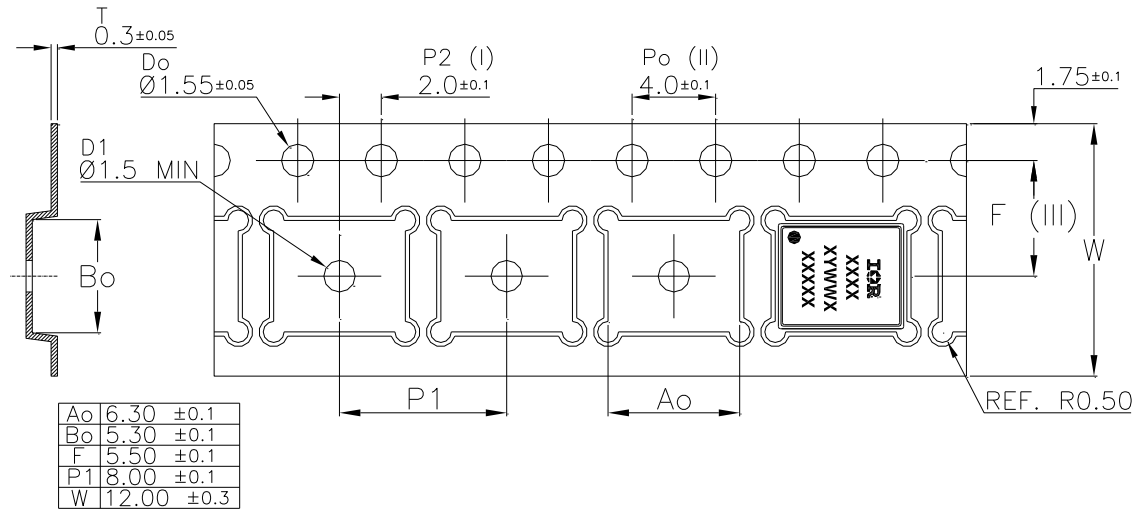 T
0.3±0.05
Do
Ø1.55±0.05
P2 (I)
2.0±0.1
Po (II)
4.0±0.1
1.75±0.1
D1
Ø1.5 MIN
F (III)
W
Bo
IOR
XXXX
XYWWX
XXXXX
P1
Ao
REF. R0.50
Ao 6.30 ±0.1
Bo 5.30 ±0.1
F 5.50 ±0.1
P1 8.00 ±0.1
W 12.00 ±0.3